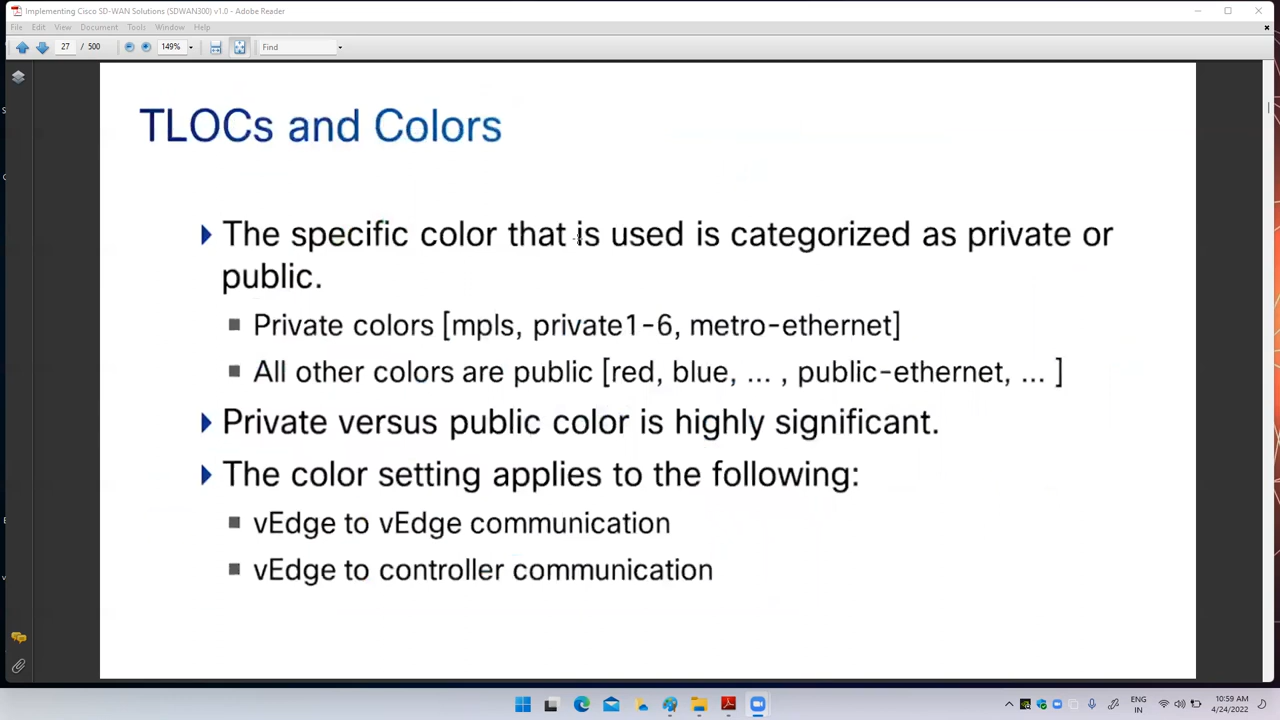 Implementing Cisco SD-WAN Solutions (SDWAN300) v1.0 - Adobe Reader
File Edit View Document Tools Window Help
27 / 500 149% Find
TLOCs and Colors
The specific color that is used is categorized as private or
public.
Private colors [mpls, private1-6, metro-ethernet]
All other colors are public [red, blue, ... , public-ethernet, ... ]
Private versus public color is highly significant.
The color setting applies to the following:
vEdge to vEdge communication
vEdge to controller communication
ENG
IN
10:59 AM
4/24/2022